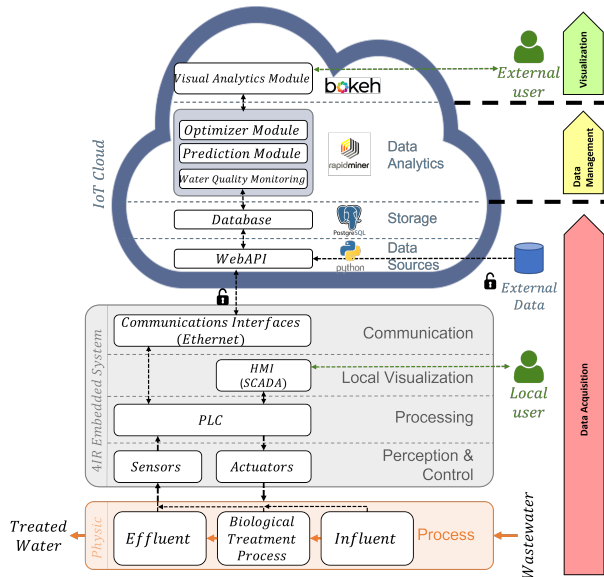 Visual Analytics Module
bokeh
External
user
Visualization
Optimizer Module
Prediction Module
Water Quality Monitoring
rapidminer
Data
Analytics
Data
Management
IoT Cloud
Database
PostgreSQL
Storage
WebAPI
python
Data
Sources
External
Data
Communications Interfaces
(Ethernet)
Communication
HMI
(SCADA)
Local Visualization
Local
user
PLC
Processing
Sensors
Actuators
Perception &
Control
4IR Embedded System
Data Acquisition
Treated
Water
Physic
Effluent
Biological
Treatment
Process
Influent
Process
Wastewater